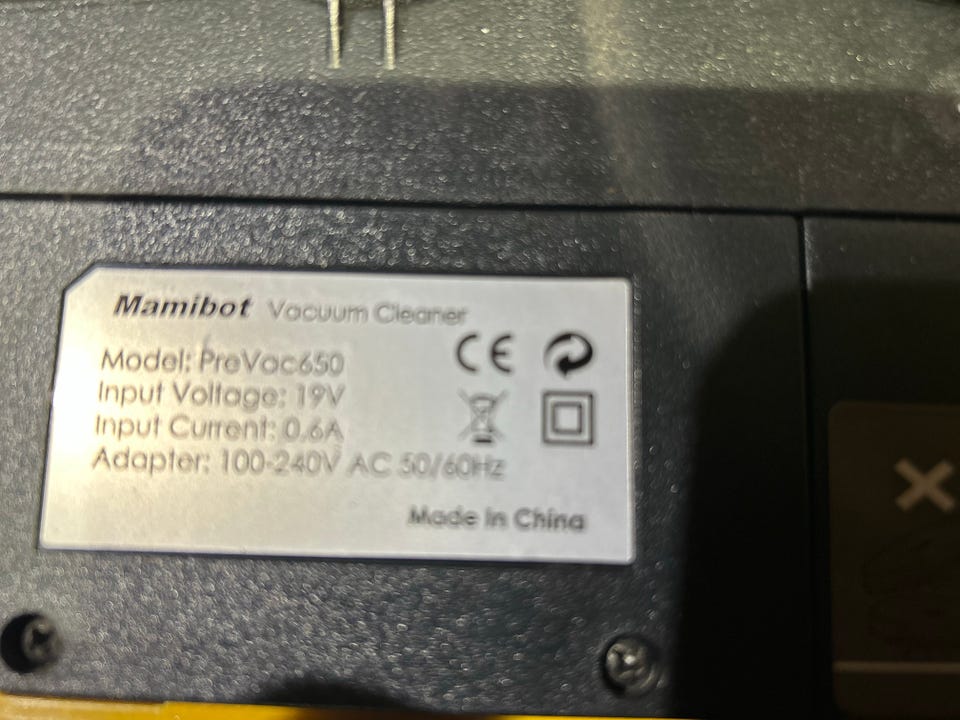 Mamibot Vacuum Cleaner
Model: PreVac650
Input Voltage: 19V
Input Current: 0.6A
Adapter: 100-240V AC 50/60Hz
CE
Made in China